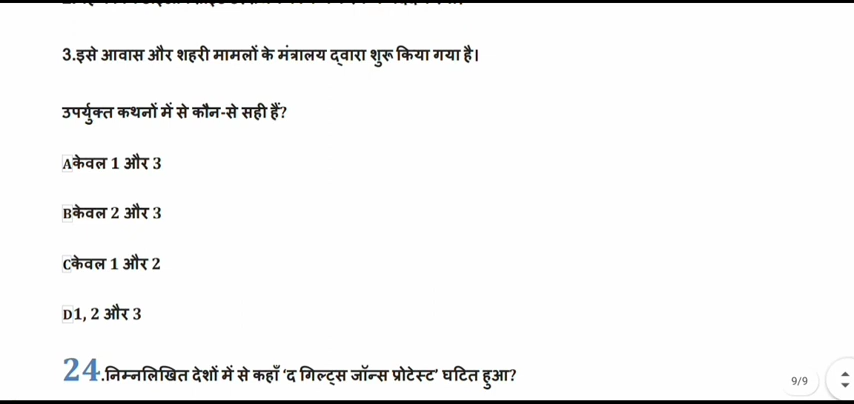 3.इसे आवास और शहरी मामलों के मंत्रालय द्वारा शुरू किया गया है।
उपर्युक्त कथनों में से कौन-से सही हैं?
Aकेवल 1 और 3
Bकेवल 2 और 3
Cकेवल 1 और 2
D1, 2 और 3
24.निम्नलिखित देशों में से कहाँ ‘द गिल्ट्स जॉन्स प्रोटेस्ट’ घटित हुआ?
9/9